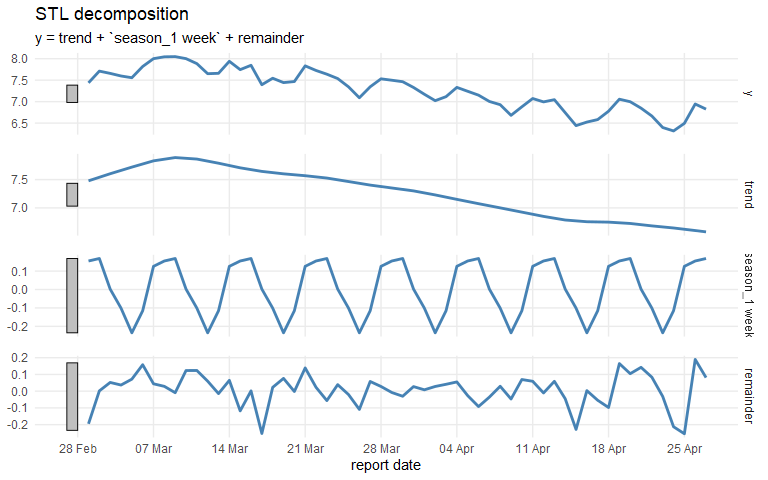 STL decomposition
y = trend + `season_1 week` + remainder
8.0
7.5
7.0
6.5
y
7.5
7.0
trend
0.1
0.0
-0.1
-0.2
season_1 week
0.2
0.1
0.0
-0.1
-0.2
remainder
28 Feb 07 Mar 14 Mar 21 Mar 28 Mar 04 Apr 11 Apr 18 Apr 25 Apr
report date